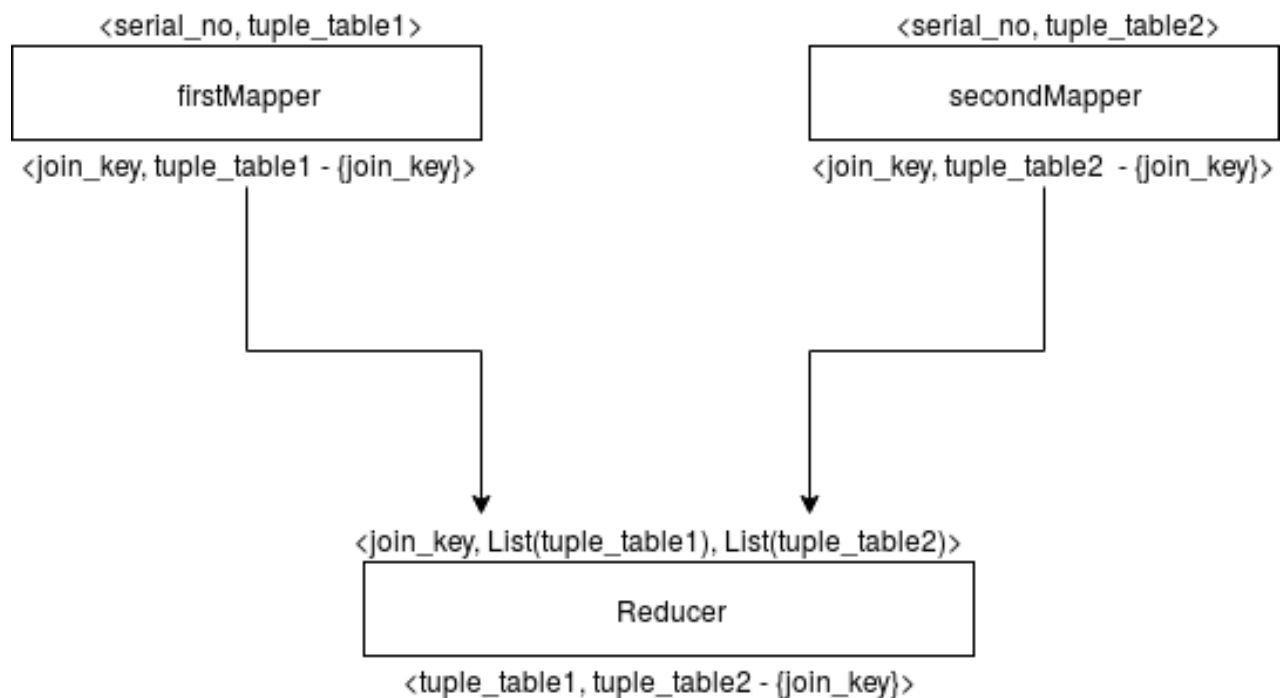 <serial_no, tuple_table1>
<serial_no, tuple_table2>
firstMapper
secondMapper
<join_key, tuple_table1 - {join_key}>
<join_key, tuple_table2  - {join_key}>
<join_key, List(tuple_table1), List(tuple_table2)>
Reducer
<tuple_table1, tuple_table2 - {join_key}>